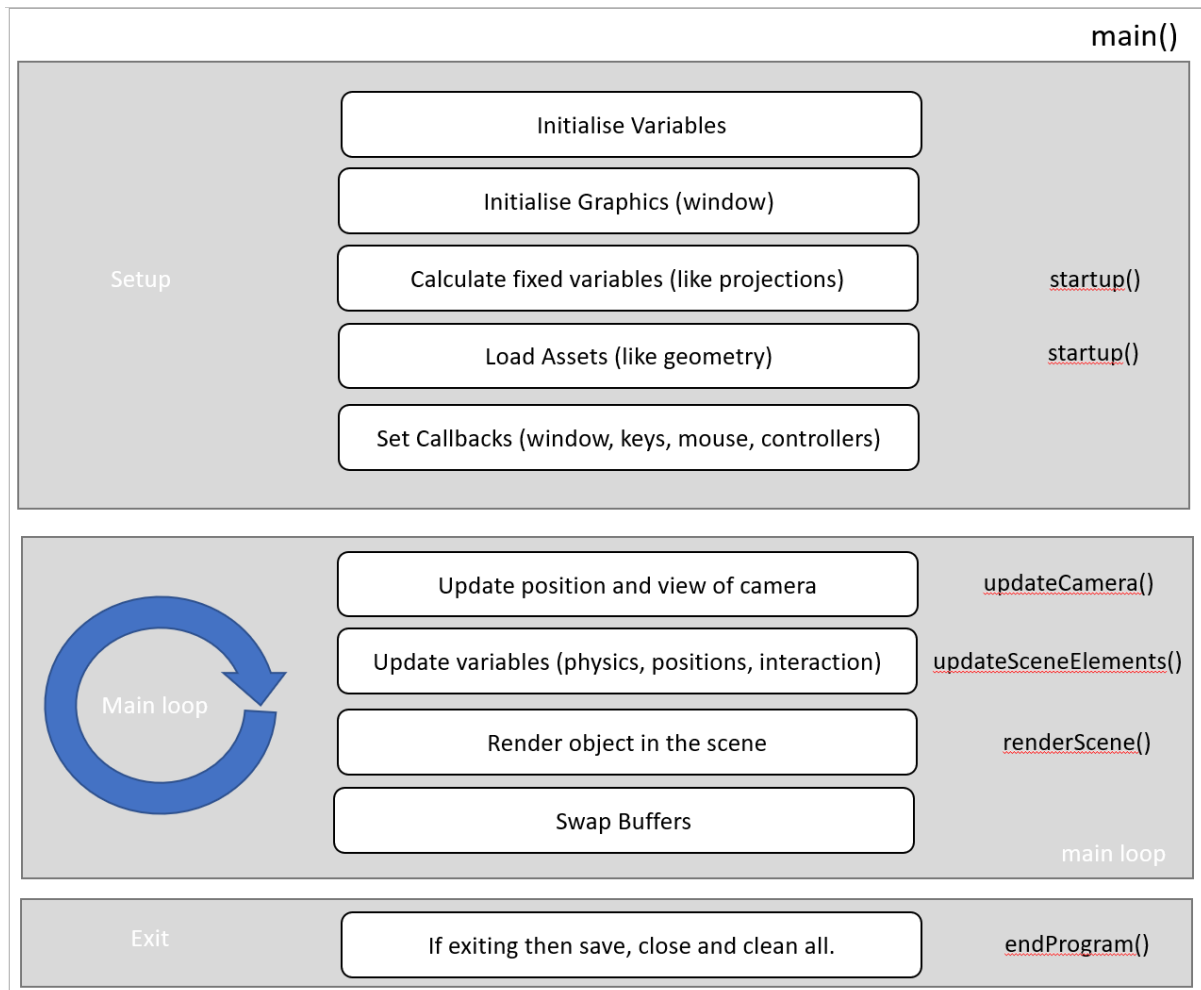 main()
Initialise Variables
Initialise Graphics (window)
Setup
Calculate fixed variables (like projections)
startup()
Load Assets (like geometry)
startup()
Set Callbacks (window, keys, mouse, controllers)
Update position and view of camera
updateCamera()
Update variables (physics, positions, interaction)
updateSceneElements()
Main loop
Render object in the scene
renderScene()
Swap Buffers
main loop
Exit
If exiting then save, close and clean all.
endProgram()